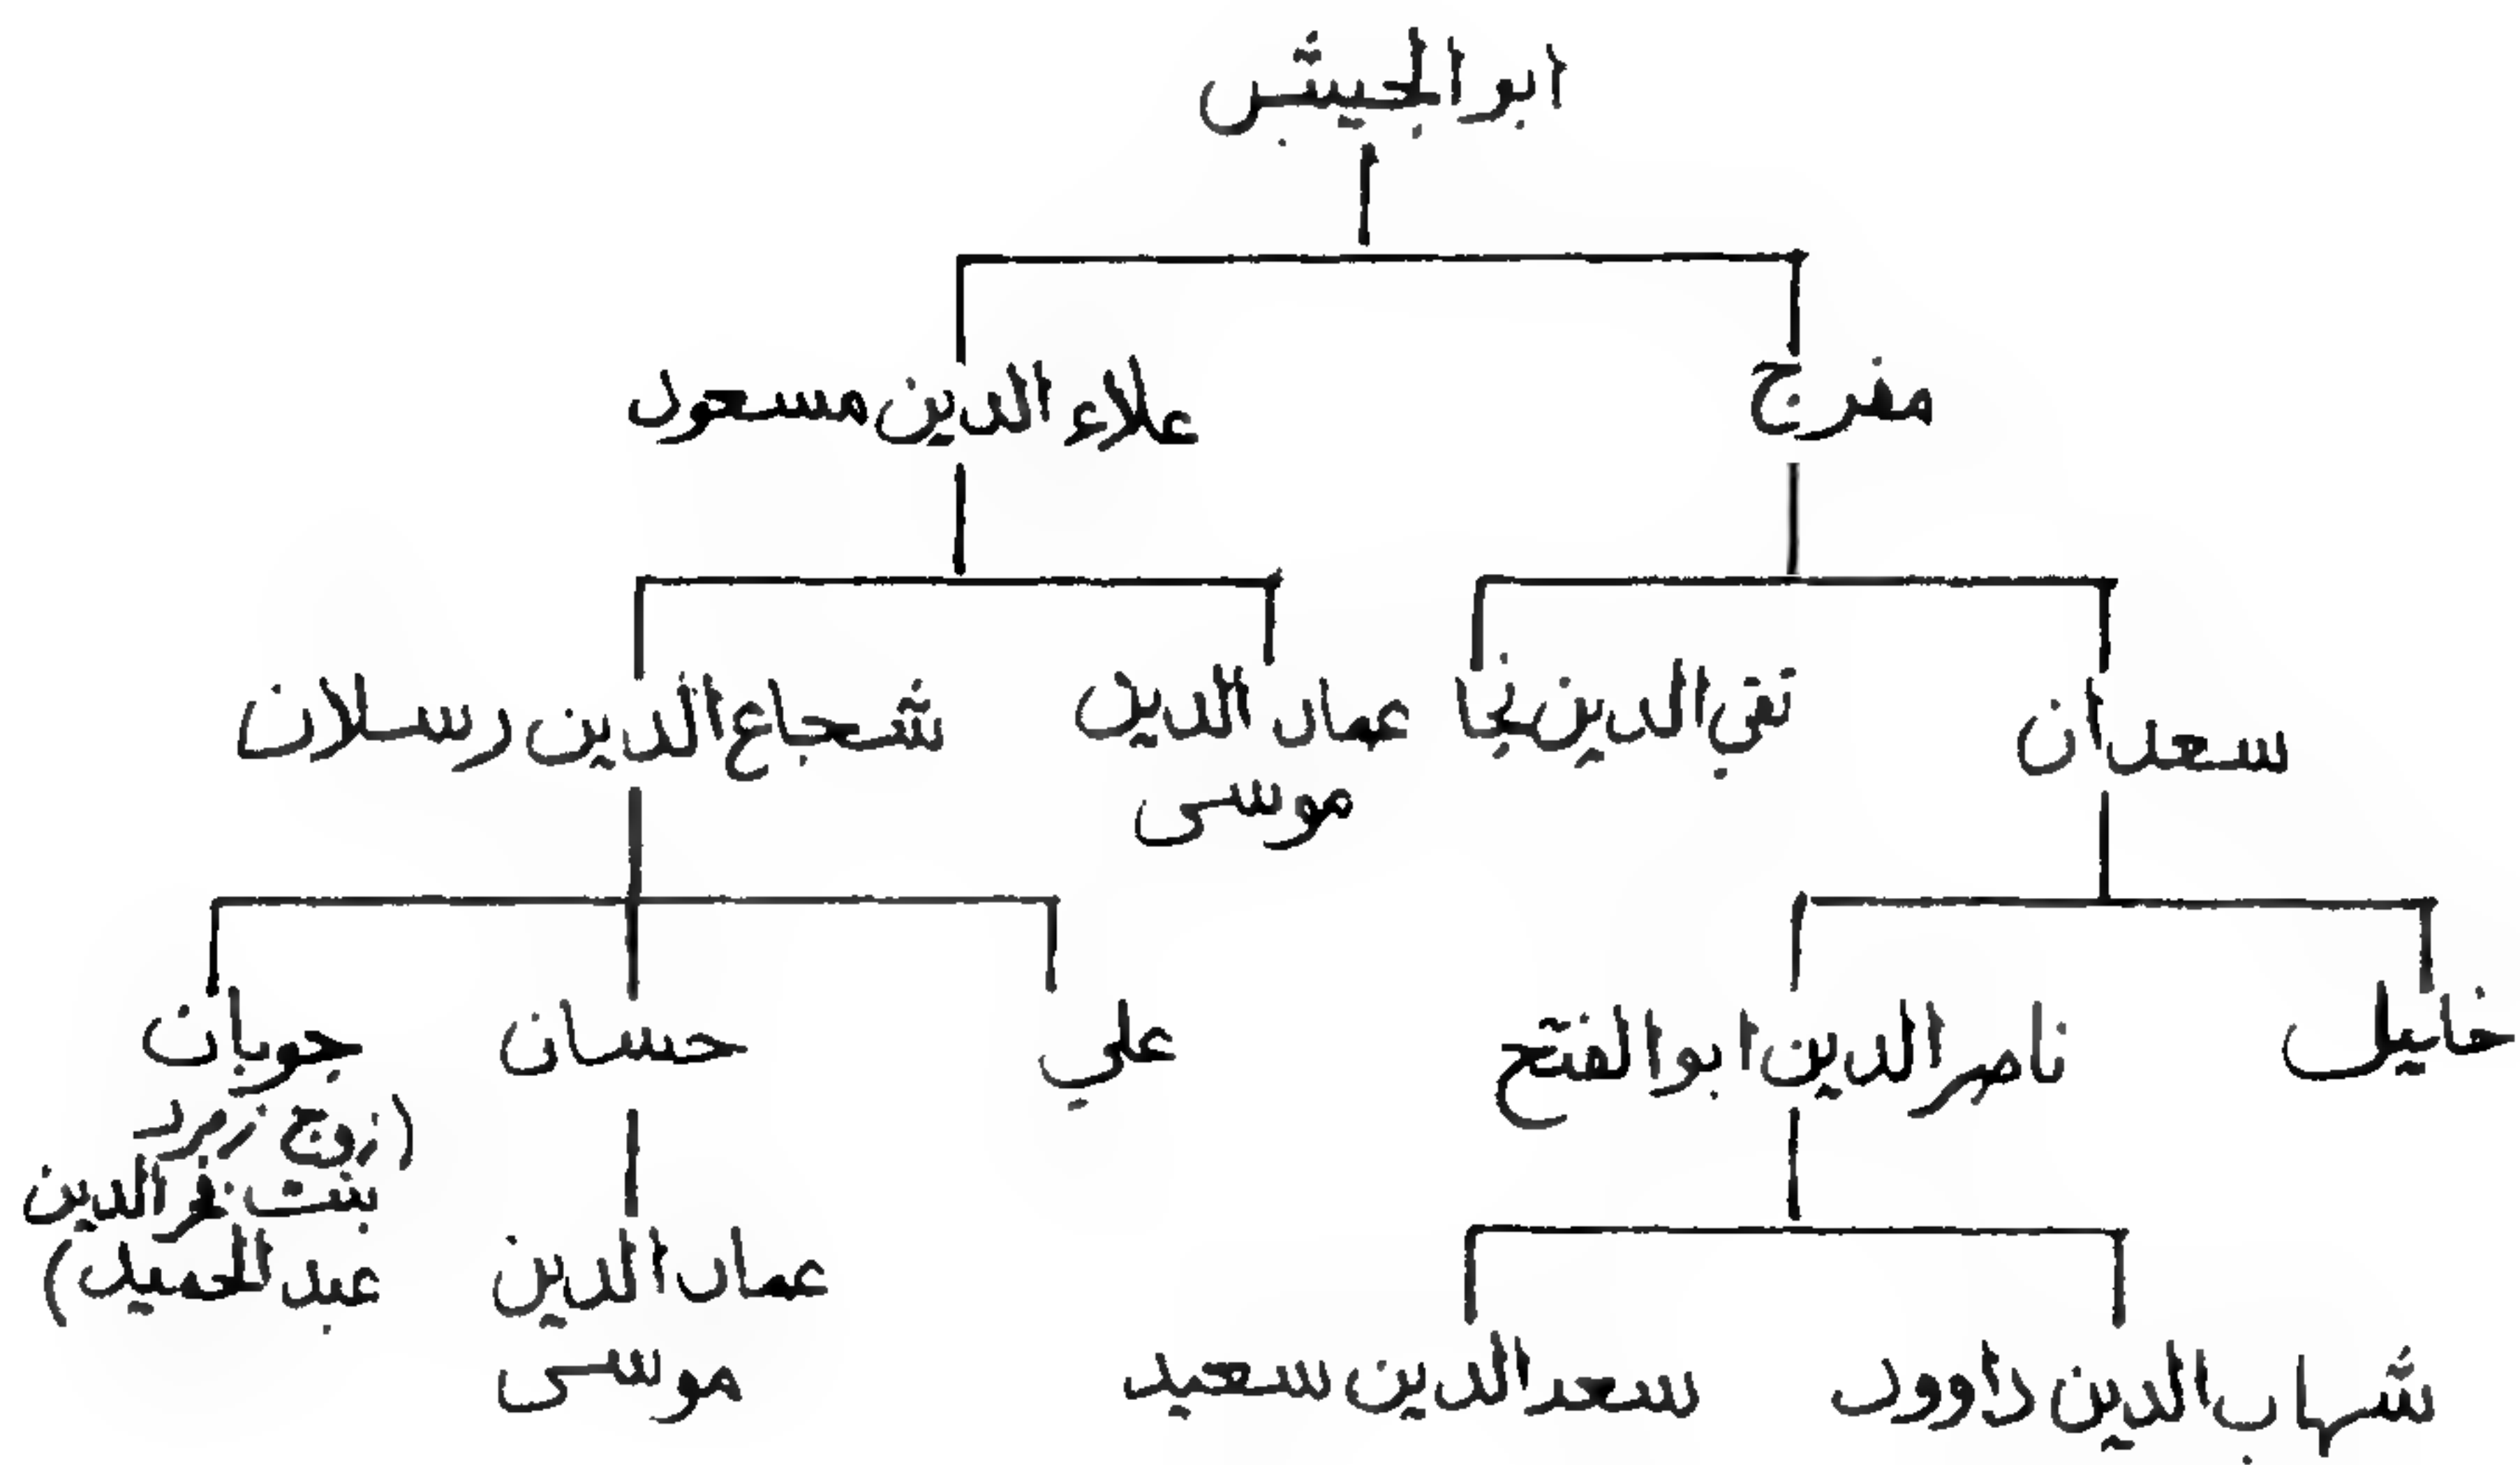 ابو الجيش
مفرج
علاء الدين مسعود
سعدان
تقي الدين نجا
عماد الدين
موسى
شجاع الدين رسلان
خليل
ناصر الدين ابو الفتح
علي
حسان
جوبان
(زوج زمرد
بنت فخر الدين
عبد الحميد)
شهاب الدين داوود
سعد الدين سعيد
عماد الدين
موسى